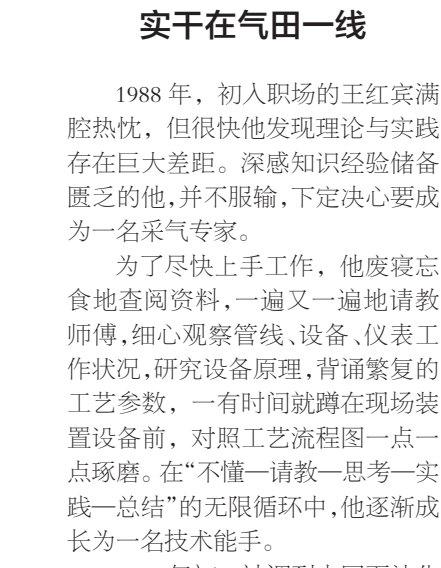 实干在气田一线
1988 年，初入职场的王红宾满
腔热忱，但很快他发现理论与实践
存在巨大差距。深感知识经验储备
匮乏的他，并不服输，下定决心要成
为一名采气专家。
为了尽快上手工作，他废寝忘
食地查阅资料，一遍又一遍地请教
师傅，细心观察管线、设备、仪表工
作状况，研究设备原理，背诵繁复的
工艺参数，一有时间就蹲在现场装
置设备前，对照工艺流程图一点一
点琢磨。在“不懂—请教—思考—实
践—总结”的无限循环中，他逐渐成
长为一名技术能手。